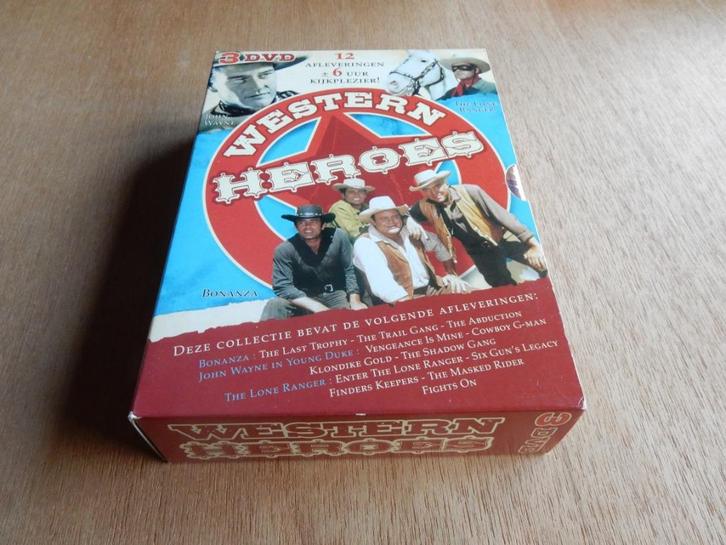 3 DVD
12
AFLEVERINGEN
± 6 UUR
KIJKPLEZIER!
JOHN
WAYNE
THE LONE
RANGER
WESTERN
HEROES
BONANZA
DEZE COLLECTIE BEVAT DE VOLGENDE AFLEVERINGEN:
BONANZA : THE LAST TROPHY - THE TRAIL GANG - THE ABDUCTION
JOHN WAYNE IN YOUNG DUKE : VENGEANCE IS MINE - COWBOY G-MAN
KLONDIKE GOLD - THE SHADOW GANG
THE LONE RANGER : ENTER THE LONE RANGER - SIX GUN'S LEGACY
FINDERS KEEPERS - THE MASKED RIDER
FIGHTS ON
WESTERN
HEROES
3 DVD